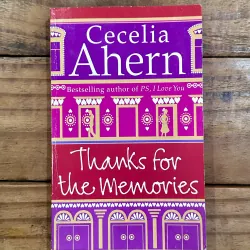 Cecelia
Ahern
Bestselling author of PS, I Love You
Thanks for
the Memories